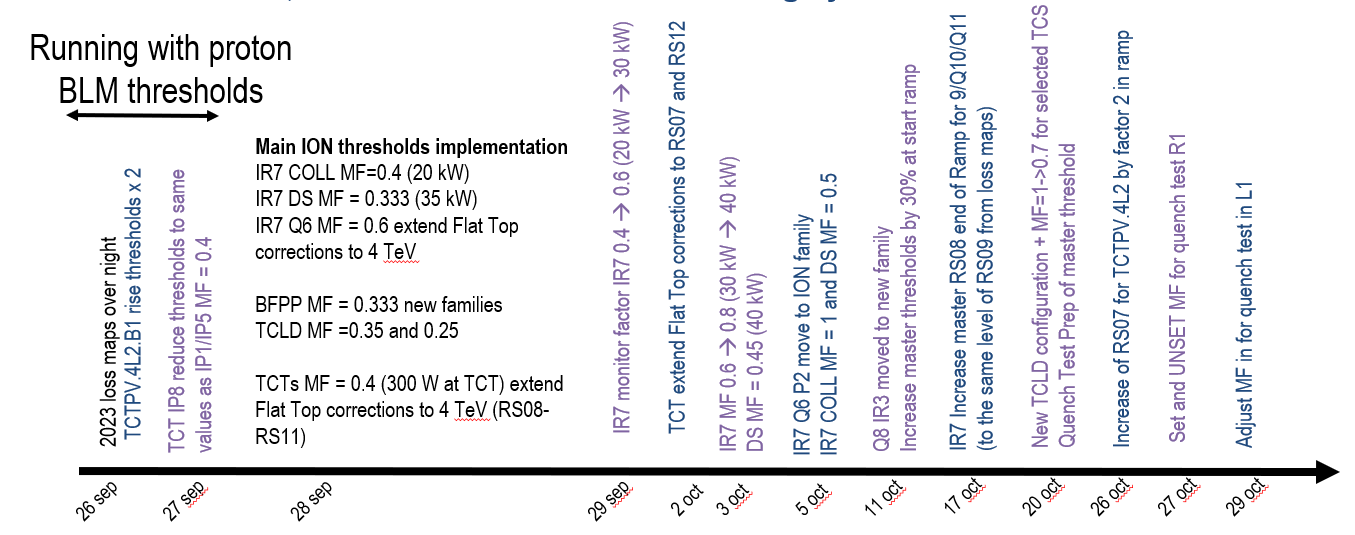 Running with proton
BLM thresholds
2023 loss maps over night
TCTPV.4L2.B1 rise thresholds x 2
TCT IP8 reduce thresholds to same
values as IP1/IP5 MF = 0.4
Main ION thresholds implementation
IR7 COLL MF=0.4 (20 kW)
IR7 DS MF = 0.333 (35 kW)
IR7 Q6 MF = 0.6 extend Flat Top
corrections to 4 TeV
BFPP MF = 0.333 new families
TCLD MF =0.35 and 0.25
TCTs MF = 0.4 (300 W at TCT) extend
Flat Top corrections to 4 TeV (RS08-
RS11)
IR7 monitor factor IR7 0.4 → 0.6 (20 kW → 30 kW)
TCT extend Flat Top corrections to RS07 and RS12
IR7 MF 0.6 → 0.8 (30 kW → 40 kW)
DS MF = 0.45 (40 kW)
IR7 Q6 P2 move to ION family
IR7 COLL MF = 1 and DS MF = 0.5
Q8 IR3 moved to new family
Increase master thresholds by 30% at start ramp
IR7 Increase master RS08 end of Ramp for 9/Q10/Q11
(to the same level of RS09 from loss maps)
New TCLD configuration + MF=1->0.7 for selected TCS
Quench Test Prep of master threshold
Increase of RS07 for TCTPV.4L2 by factor 2 in ramp
Set and UNSET MF for quench test R1
Adjust MF in for quench test in L1
26 sep
27 sep
28 sep
29 sep
2 oct
3 oct
5 oct
11 oct
17 oct
20 oct
26 oct
27 oct
29 oct